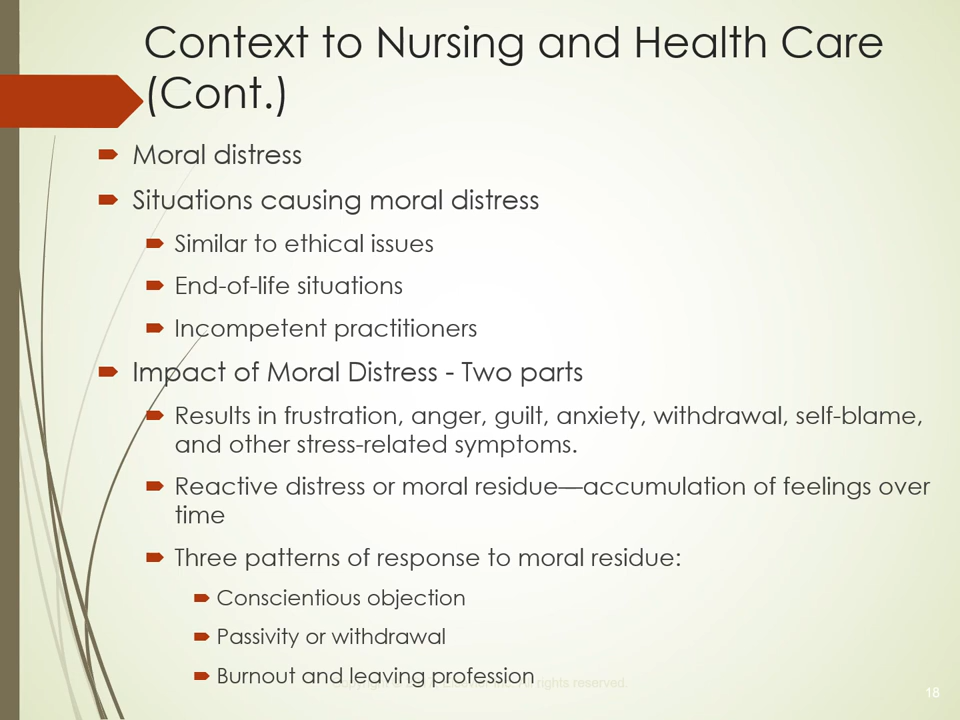 Context to Nursing and Health Care
(Cont.)
Moral distress
Situations causing moral distress
Similar to ethical issues
End-of-life situations
Incompetent practitioners
Impact of Moral Distress - Two parts
Results in frustration, anger, guilt, anxiety, withdrawal, self-blame,
and other stress-related symptoms.
Reactive distress or moral residue—accumulation of feelings over
time
Three patterns of response to moral residue:
Conscientious objection
Passivity or withdrawal
Burnout and leaving profession
Copyright © rights reserved.
18